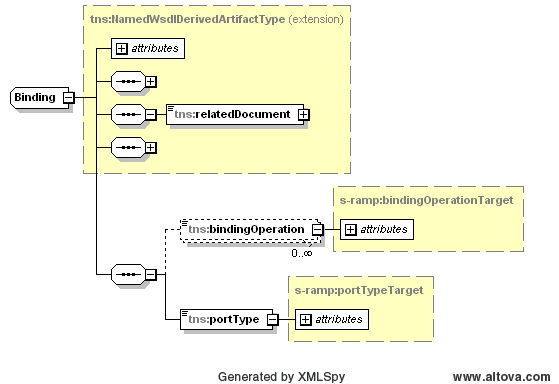 tns:NamedWsdlDerivedArtifactType (extension)
attributes
Binding
tns:relatedDocument
s-ramp:bindingOperationTarget
tns:bindingOperation
attributes
0..∞
s-ramp:portTypeTarget
tns:portType
attributes
Generated by XMLSpy
www.altova.com